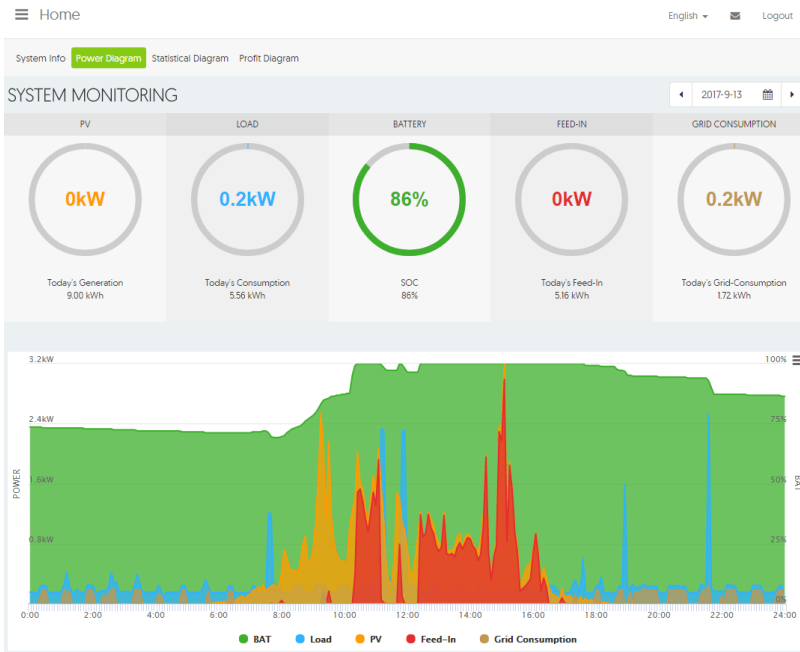 Home
English
Logout
System Info Power Diagram Statistical Diagram Profit Diagram
SYSTEM MONITORING
2017-9-13
PV LOAD BATTERY FEED-IN GRID CONSUMPTION
0kW 0.2kW 86% 0kW 0.2kW
Today's Generation Today's Consumption SOC Today's Feed-In Today's Grid-Consumption
9.00 kWh 5.56 kWh 86% 5.16 kWh 1.72 kWh
3.2kW 100%
2.4kW 75%
1.6kW 50%
POWER BAT
0.8kW 25%
0%
0:00 2:00 4:00 6:00 8:00 10:00 12:00 14:00 16:00 18:00 20:00 22:00 24:00
BAT Load PV Feed-In Grid Consumption